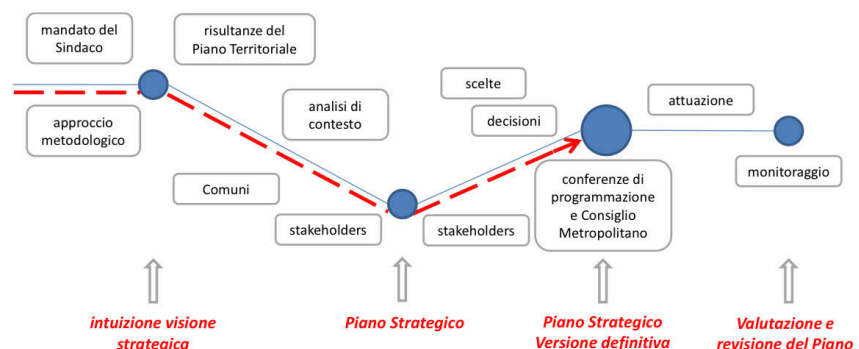 mandato del
Sindaco
risultanze del
Piano Territoriale
approccio
metodologico
analisi di
contesto
Comuni
stakeholders
scelte
decisioni
stakeholders
conferenze di
programmazione
e Consiglio
Metropolitano
attuazione
monitoraggio
intuizione visione
strategica
Piano Strategico
Piano Strategico
Versione definitiva
Valutazione e
revisione del Piano